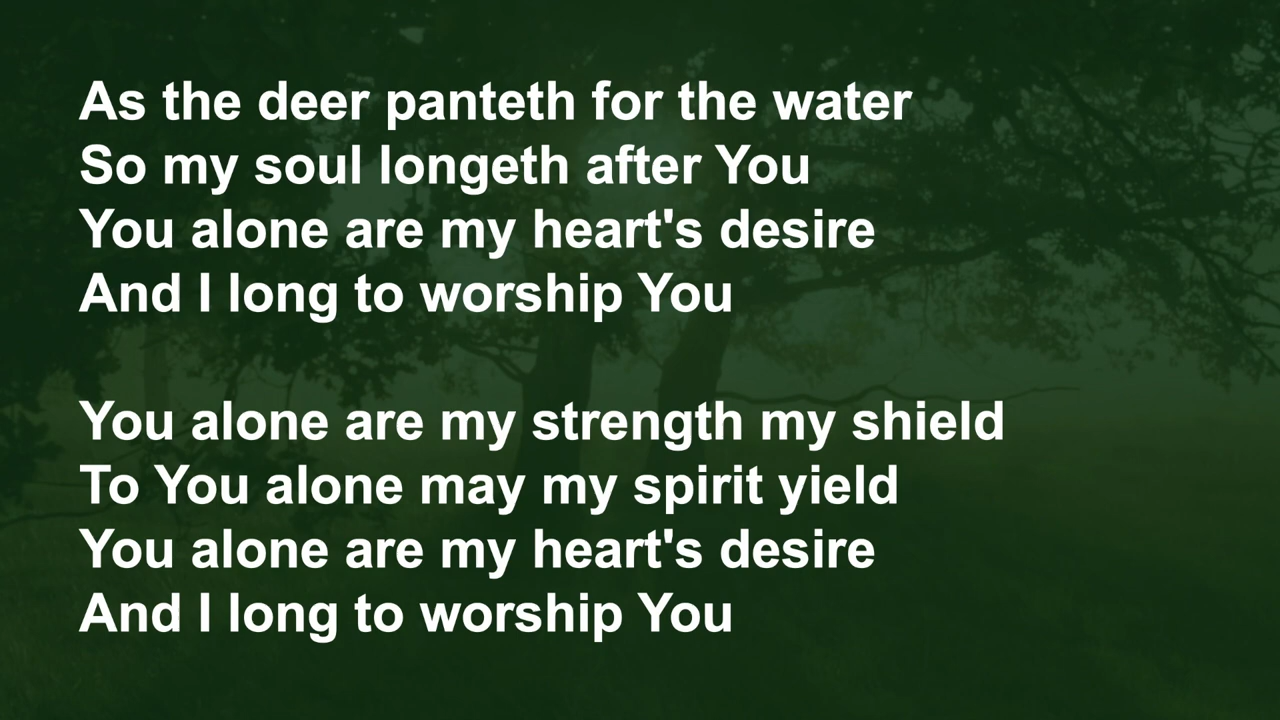 As the deer panteth for the water
So my soul longeth after You
You alone are my heart's desire
And I long to worship You

You alone are my strength my shield
To You alone may my spirit yield
You alone are my heart's desire
And I long to worship You